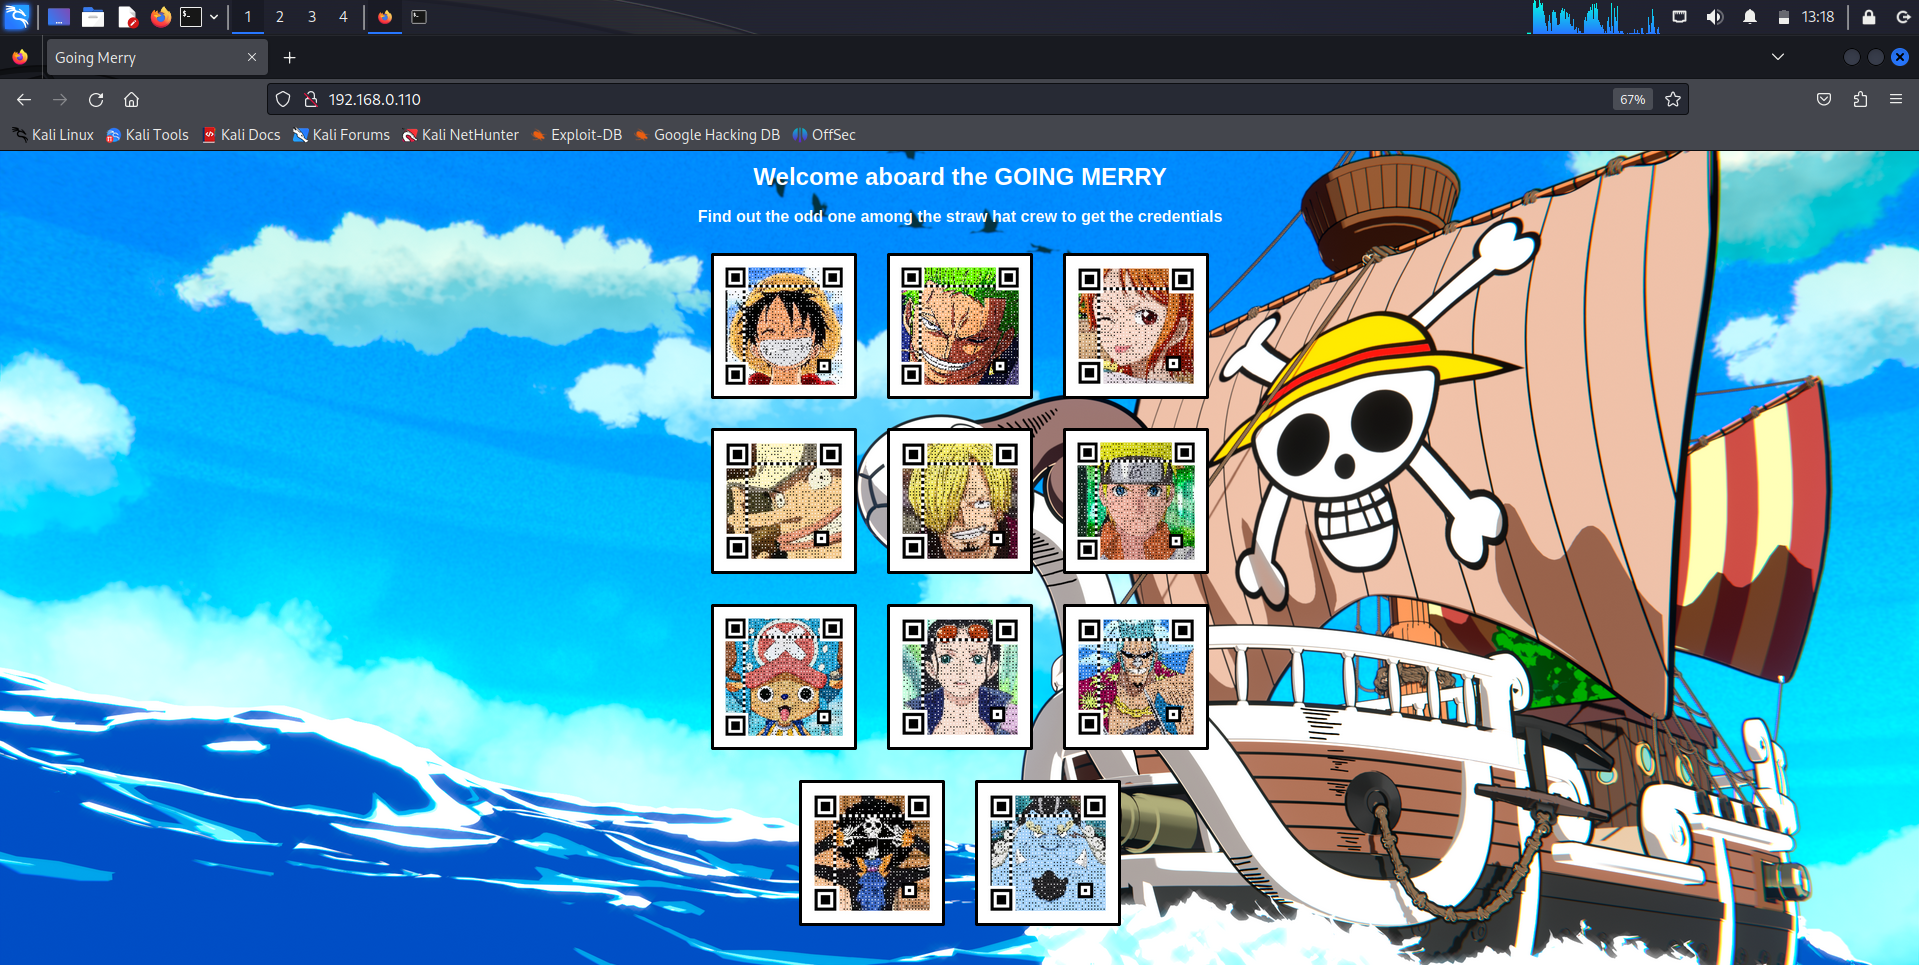 1 2 3 4 13:18
Going Merry
192.168.0.110 67%
Kali Linux Kali Tools Kali Docs Kali Forums Kali NetHunter Exploit-DB Google Hacking DB OffSec
Welcome aboard the GOING MERRY
Find out the odd one among the straw hat crew to get the credentials